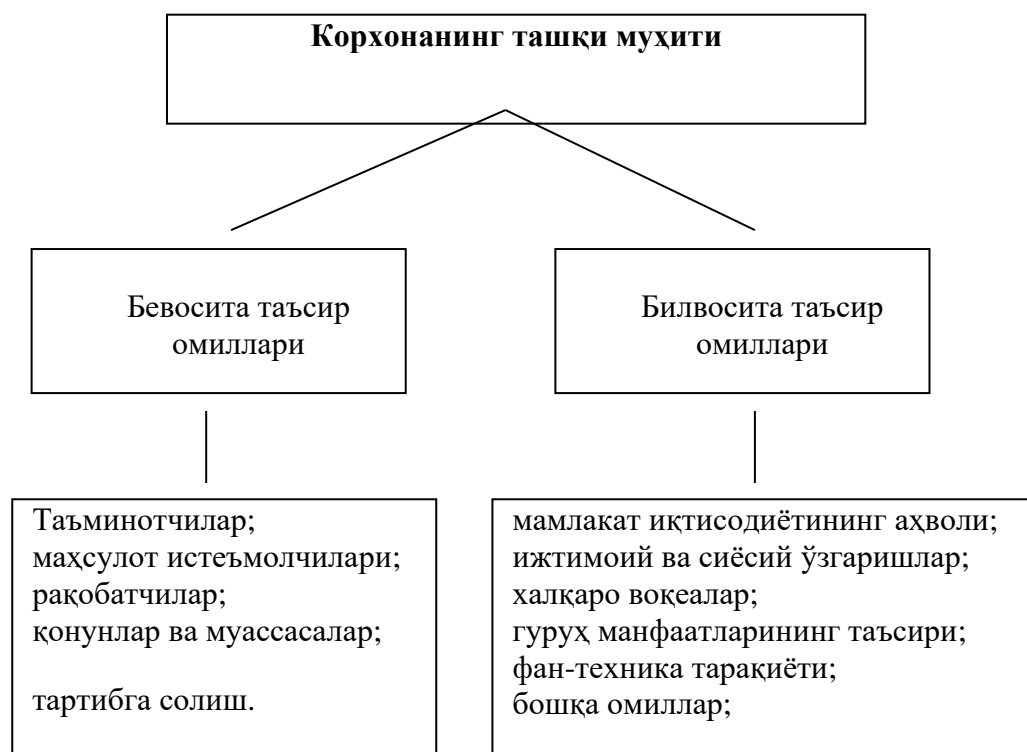 Корхонанинг ташқи муҳити
Бевосита таъсир
омиллари
Билвосита таъсир
омиллари
Таъминотчилар;
маҳсулот истеъмолчилари;
рақобатчилар;
қонунлар ва муассасалар;
тартибга солиш.
мамлакат иқтисодиётининг аҳволи;
ижтимоий ва сиёсий ўзгаришлар;
халқаро воқеалар;
гуруҳ манфаатларининг таъсири;
фан-техника тарақиёти;
бошқа омиллар;